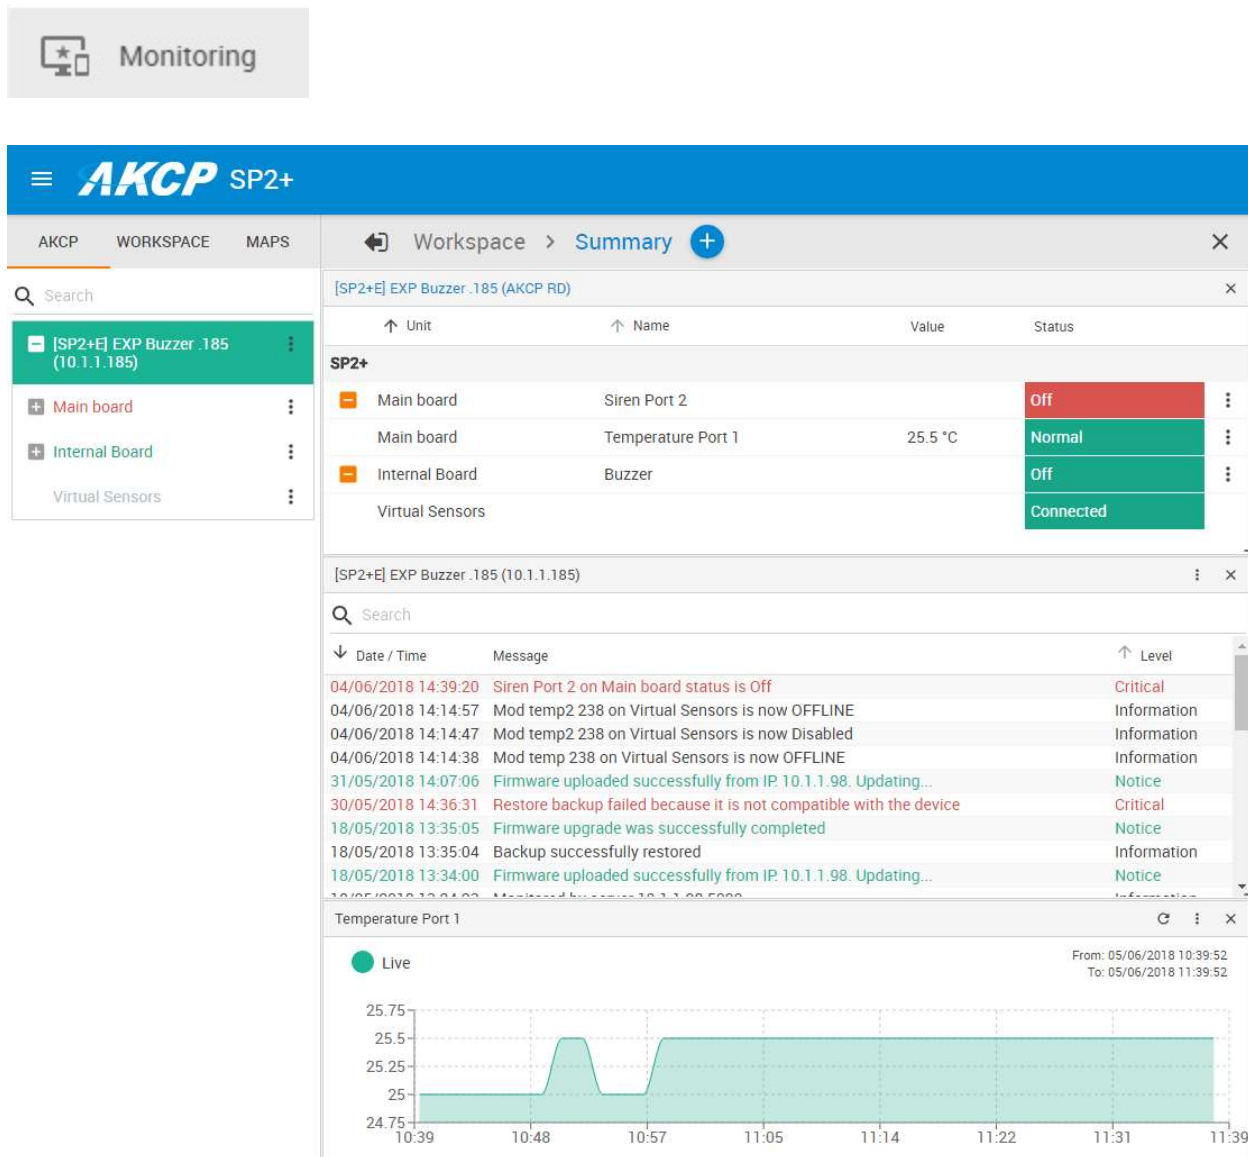 Monitoring
AKCP SP2+
AKCP WORKSPACE MAPS
Workspace > Summary
Search
[SP2+E] EXP Buzzer .185
(10.1.1.185)
Main board
Internal Board
Virtual Sensors
[SP2+E] EXP Buzzer .185 (AKCP RD)
Unit Name Value Status
SP2+
Main board Siren Port 2 Off
Main board Temperature Port 1 25.5 °C Normal
Internal Board Buzzer Off
Virtual Sensors Connected
[SP2+E] EXP Buzzer .185 (10.1.1.185)
Search
Date / Time Message Level
04/06/2018 14:39:20 Siren Port 2 on Main board status is Off Critical
04/06/2018 14:14:57 Mod temp2 238 on Virtual Sensors is now OFFLINE Information
04/06/2018 14:14:47 Mod temp2 238 on Virtual Sensors is now Disabled Information
04/06/2018 14:14:38 Mod temp 238 on Virtual Sensors is now OFFLINE Information
31/05/2018 14:07:06 Firmware uploaded successfully from IP. 10.1.1.98. Updating... Notice
30/05/2018 14:36:31 Restore backup failed because it is not compatible with the device Critical
18/05/2018 13:35:05 Firmware upgrade was successfully completed Notice
18/05/2018 13:35:04 Backup successfully restored Information
18/05/2018 13:34:00 Firmware uploaded successfully from IP. 10.1.1.98. Updating... Notice
Temperature Port 1
Live
From: 05/06/2018 10:39:52
To: 05/06/2018 11:39:52
25.75
25.5
25.25
25
24.75
10:39 10:48 10:57 11:05 11:14 11:22 11:31 11:39